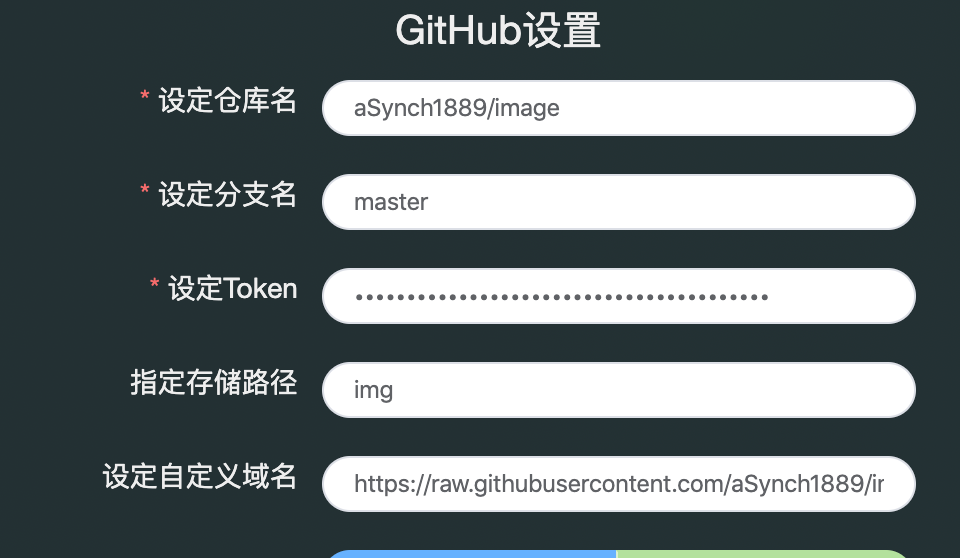 GitHub设置
* 设定仓库名 aSynch1889/image
* 设定分支名 master
* 设定Token ••••••••••••••••••••••••••••••••••••••••
指定存储路径 img
设定自定义域名 https://raw.githubusercontent.com/aSynch1889/ir